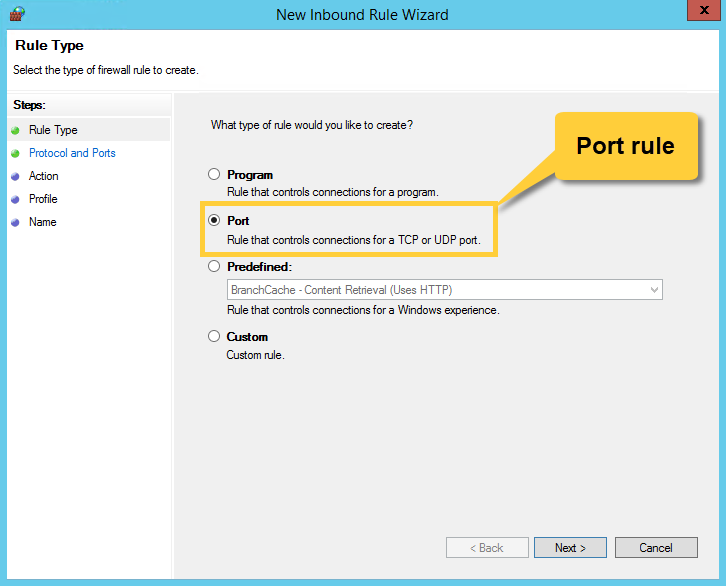 New Inbound Rule Wizard
x
Rule Type
Select the type of firewall rule to create.
Steps:
Rule Type
Protocol and Ports
Action
Profile
Name
What type of rule would you like to create?
Program
Rule that controls connections for a program.
Port
Rule that controls connections for a TCP or UDP port.
Predefined:
BranchCache - Content Retrieval (Uses HTTP)
Rule that controls connections for a Windows experience.
Custom
Custom rule.
Port rule
< Back
Next >
Cancel